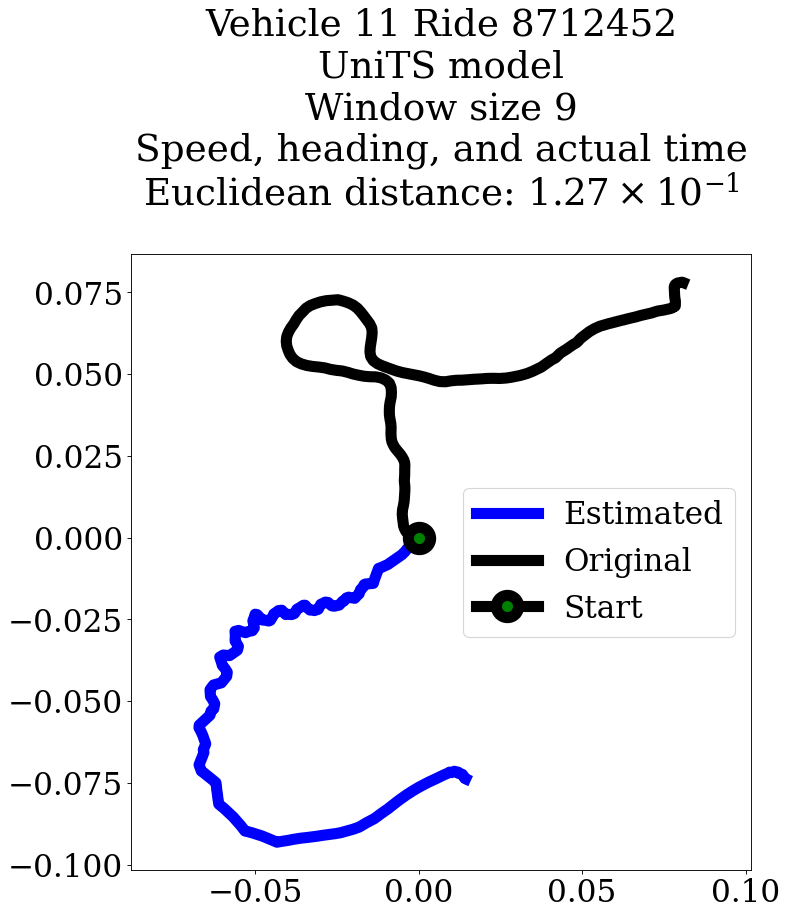 Vehicle 11 Ride 8712452
UniTS model
Window size 9
Speed, heading, and actual time
Euclidean distance: 1.27 × 10⁻¹
0.075
0.050
0.025
0.000
−0.025
−0.050
−0.075
−0.100
Estimated
Original
Start
−0.05 0.00 0.05 0.10